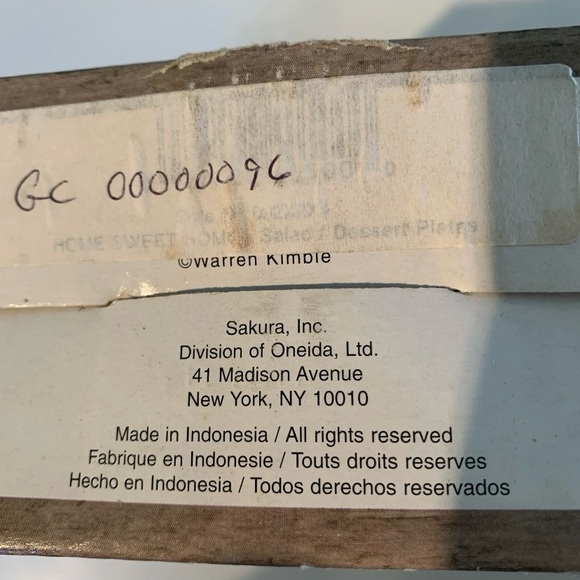 GC 00000096
HOME SWEET HOME Salad / Dessert Plates
©Warren Kimble
Sakura, Inc.
Division of Oneida, Ltd.
41 Madison Avenue
New York, NY 10010
Made in Indonesia / All rights reserved
Fabrique en Indonesie / Touts droits reserves
Hecho en Indonesia / Todos derechos reservados